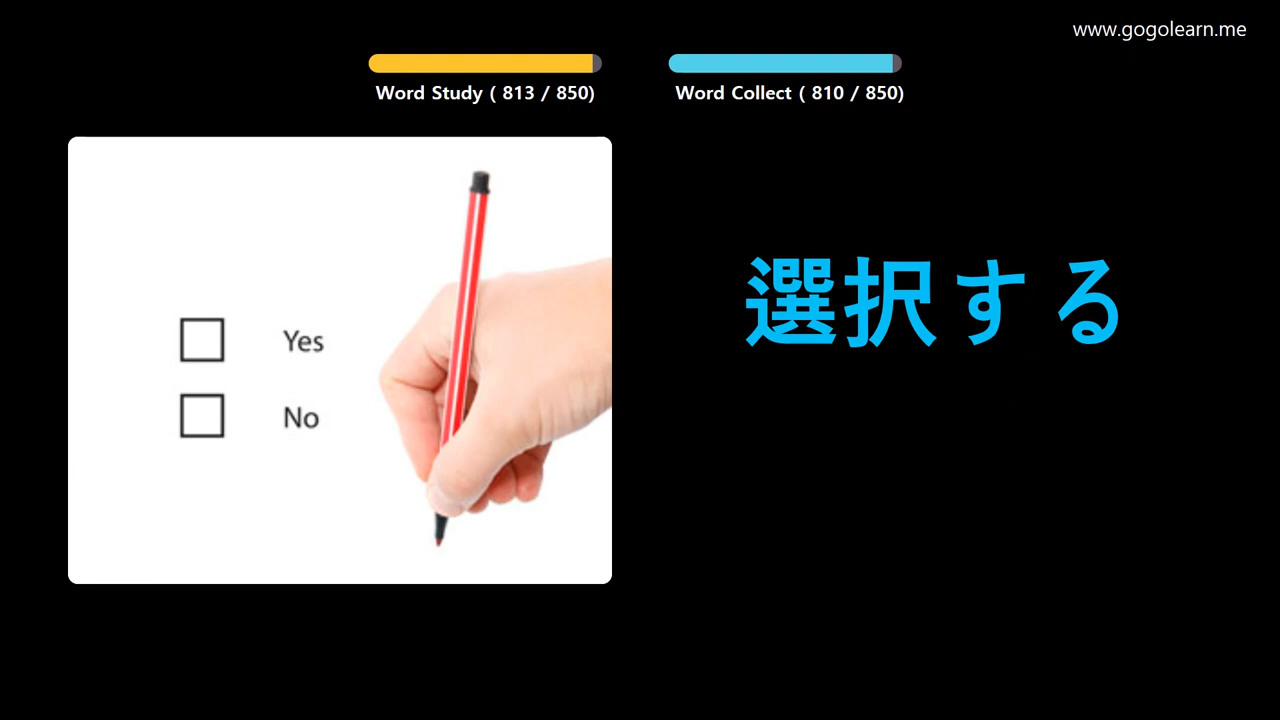 www.gogolearn.me
Word Study ( 813 / 850)
Word Collect ( 810 / 850)
選択する
Yes
No